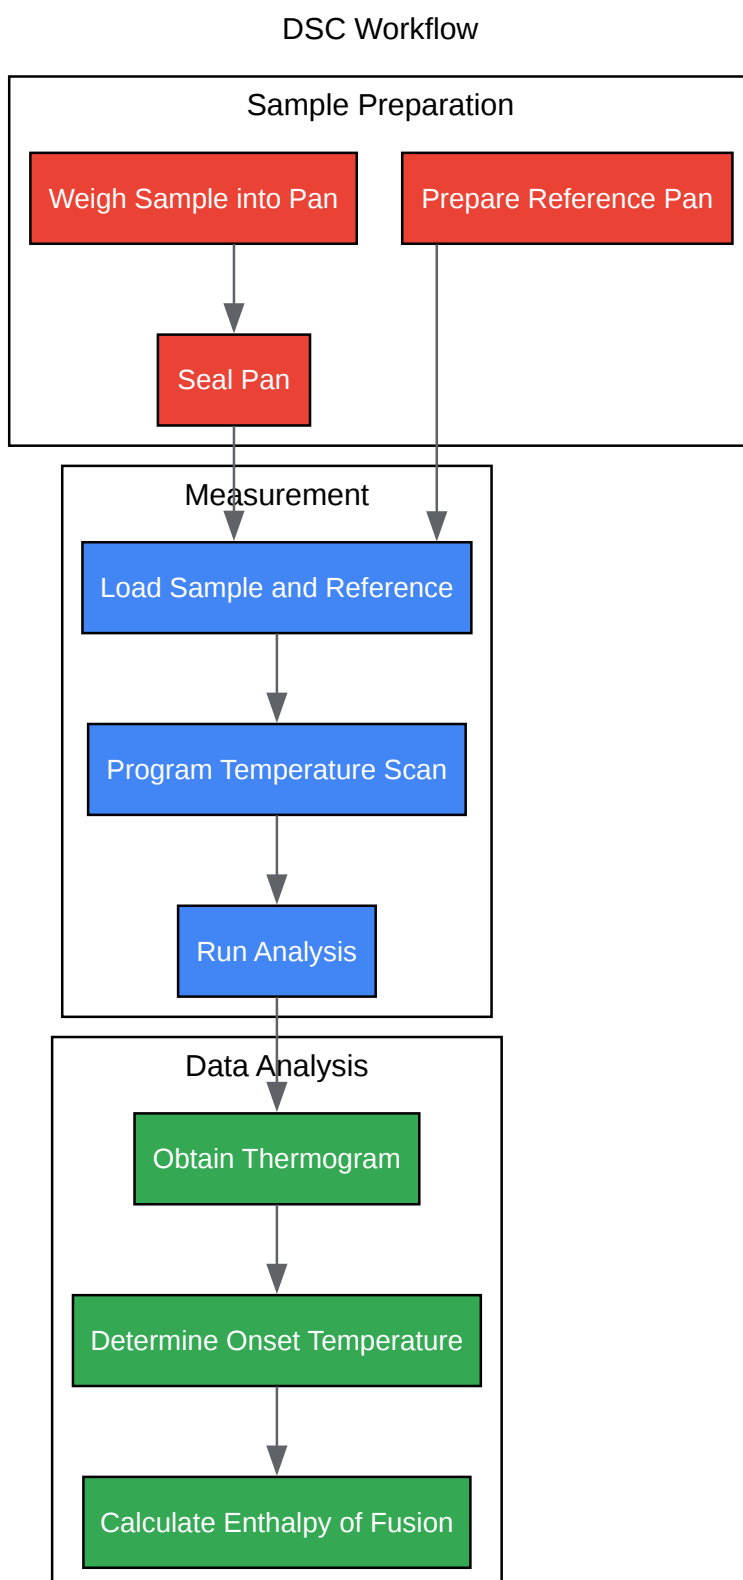 DSC Workflow
Sample Preparation
Weigh Sample into Pan
Prepare Reference Pan
Seal Pan
Measurement
Load Sample and Reference
Program Temperature Scan
Run Analysis
Data Analysis
Obtain Thermogram
Determine Onset Temperature
Calculate Enthalpy of Fusion